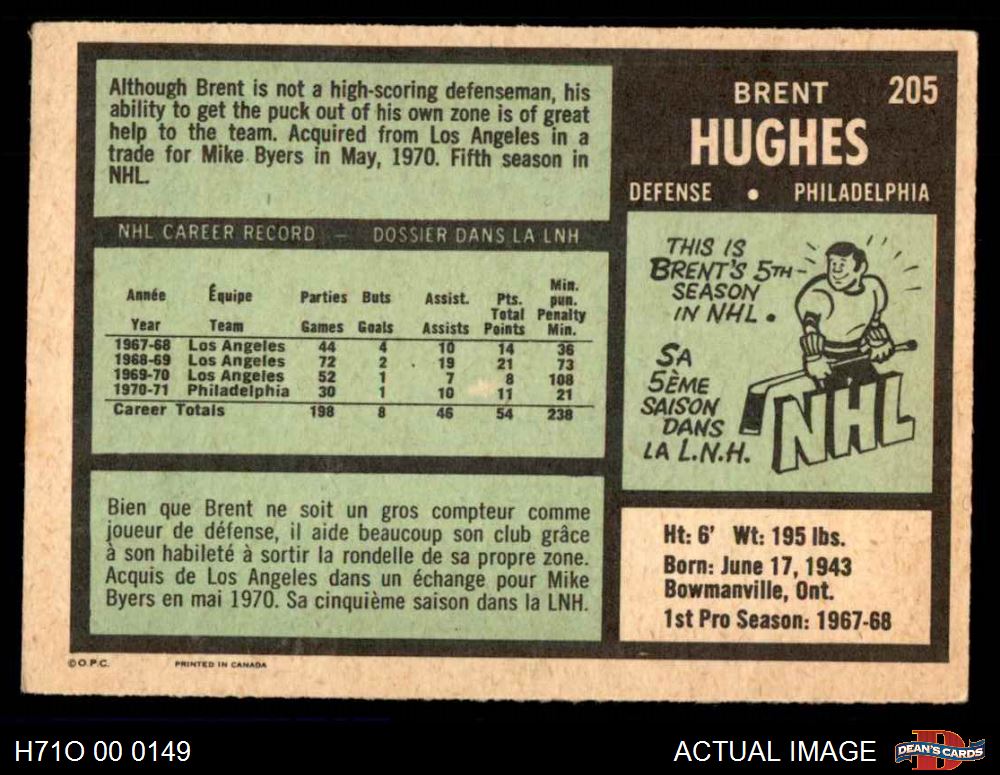 Although Brent is not a high-scoring defenseman, his
ability to get the puck out of his own zone is of great
help to the team. Acquired from Los Angeles in a
trade for Mike Byers in May, 1970. Fifth season in
NHL.
BRENT 205
HUGHES
DEFENSE • PHILADELPHIA
NHL CAREER RECORD — DOSSIER DANS LA LNH
Année Équipe Parties Buts Assist. Pts. Total Min. pun.
Year Team Games Goals Assists Points Penalty Min.
1967-68 Los Angeles 44 4 10 14 36
1968-69 Los Angeles 72 2 19 21 73
1969-70 Los Angeles 52 1 7 8 108
1970-71 Philadelphia 30 1 10 11 21
Career Totals 198 8 46 54 238
THIS IS
BRENT'S 5TH
SEASON
IN NHL.
SA
5ÈME
SAISON
DANS
LA L.N.H.
NHL
Bien que Brent ne soit un gros compteur comme
joueur de défense, il aide beaucoup son club grâce
à son habileté à sortir la rondelle de sa propre zone.
Acquis de Los Angeles dans un échange pour Mike
Byers en mai 1970. Sa cinquième saison dans la LNH.
Ht: 6' Wt: 195 lbs.
Born: June 17, 1943
Bowmanville, Ont.
1st Pro Season: 1967-68
© O.P.C. PRINTED IN CANADA
H71O 00 0149
ACTUAL IMAGE
D
DEAN'S CARDS